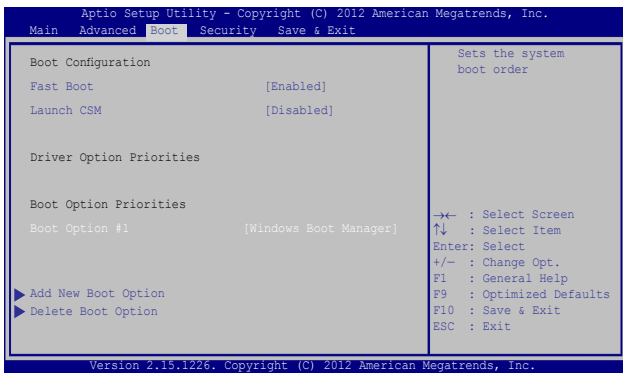 Aptio Setup Utility - Copyright (C) 2012 American Megatrends, Inc.
Main Advanced Boot Security Save & Exit
Boot Configuration
Fast Boot [Enabled]
Launch CSM [Disabled]
Driver Option Priorities
Boot Option Priorities
Boot Option #1 [Windows Boot Manager]
Add New Boot Option
Delete Boot Option
Sets the system
boot order
→← : Select Screen
↑↓ : Select Item
Enter: Select
+/— : Change Opt.
F1 : General Help
F9 : Optimized Defaults
F10 : Save & Exit
ESC : Exit
Version 2.15.1226. Copyright (C) 2012 American Megatrends, Inc.